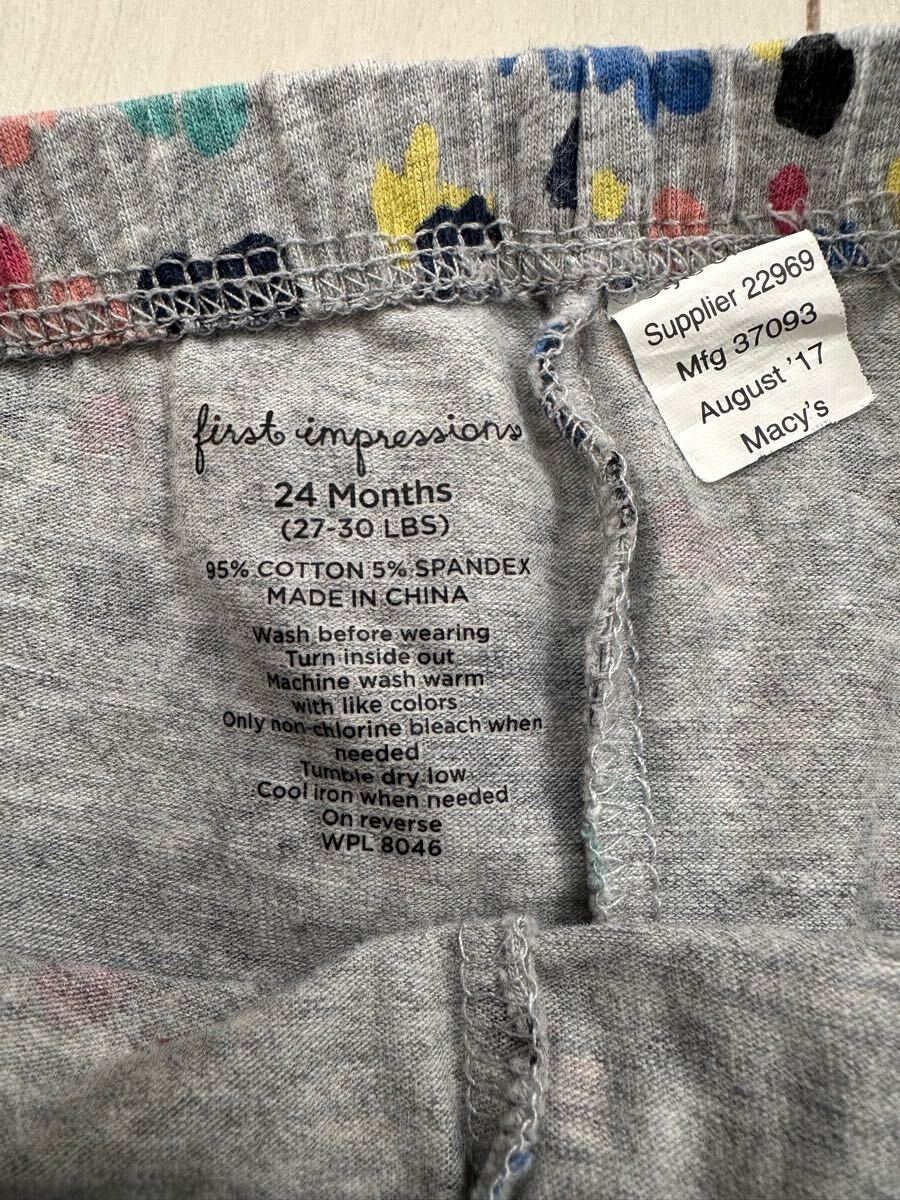 first impressions
24 Months
(27-30 LBS)
95% COTTON 5% SPANDEX
MADE IN CHINA
Wash before wearing
Turn inside out
Machine wash warm
with like colors
Only non-chlorine bleach when
needed
Tumble dry low
Cool iron when needed
On reverse
WPL 8046
Supplier 22969
Mfg 37093
August '17
Macy's